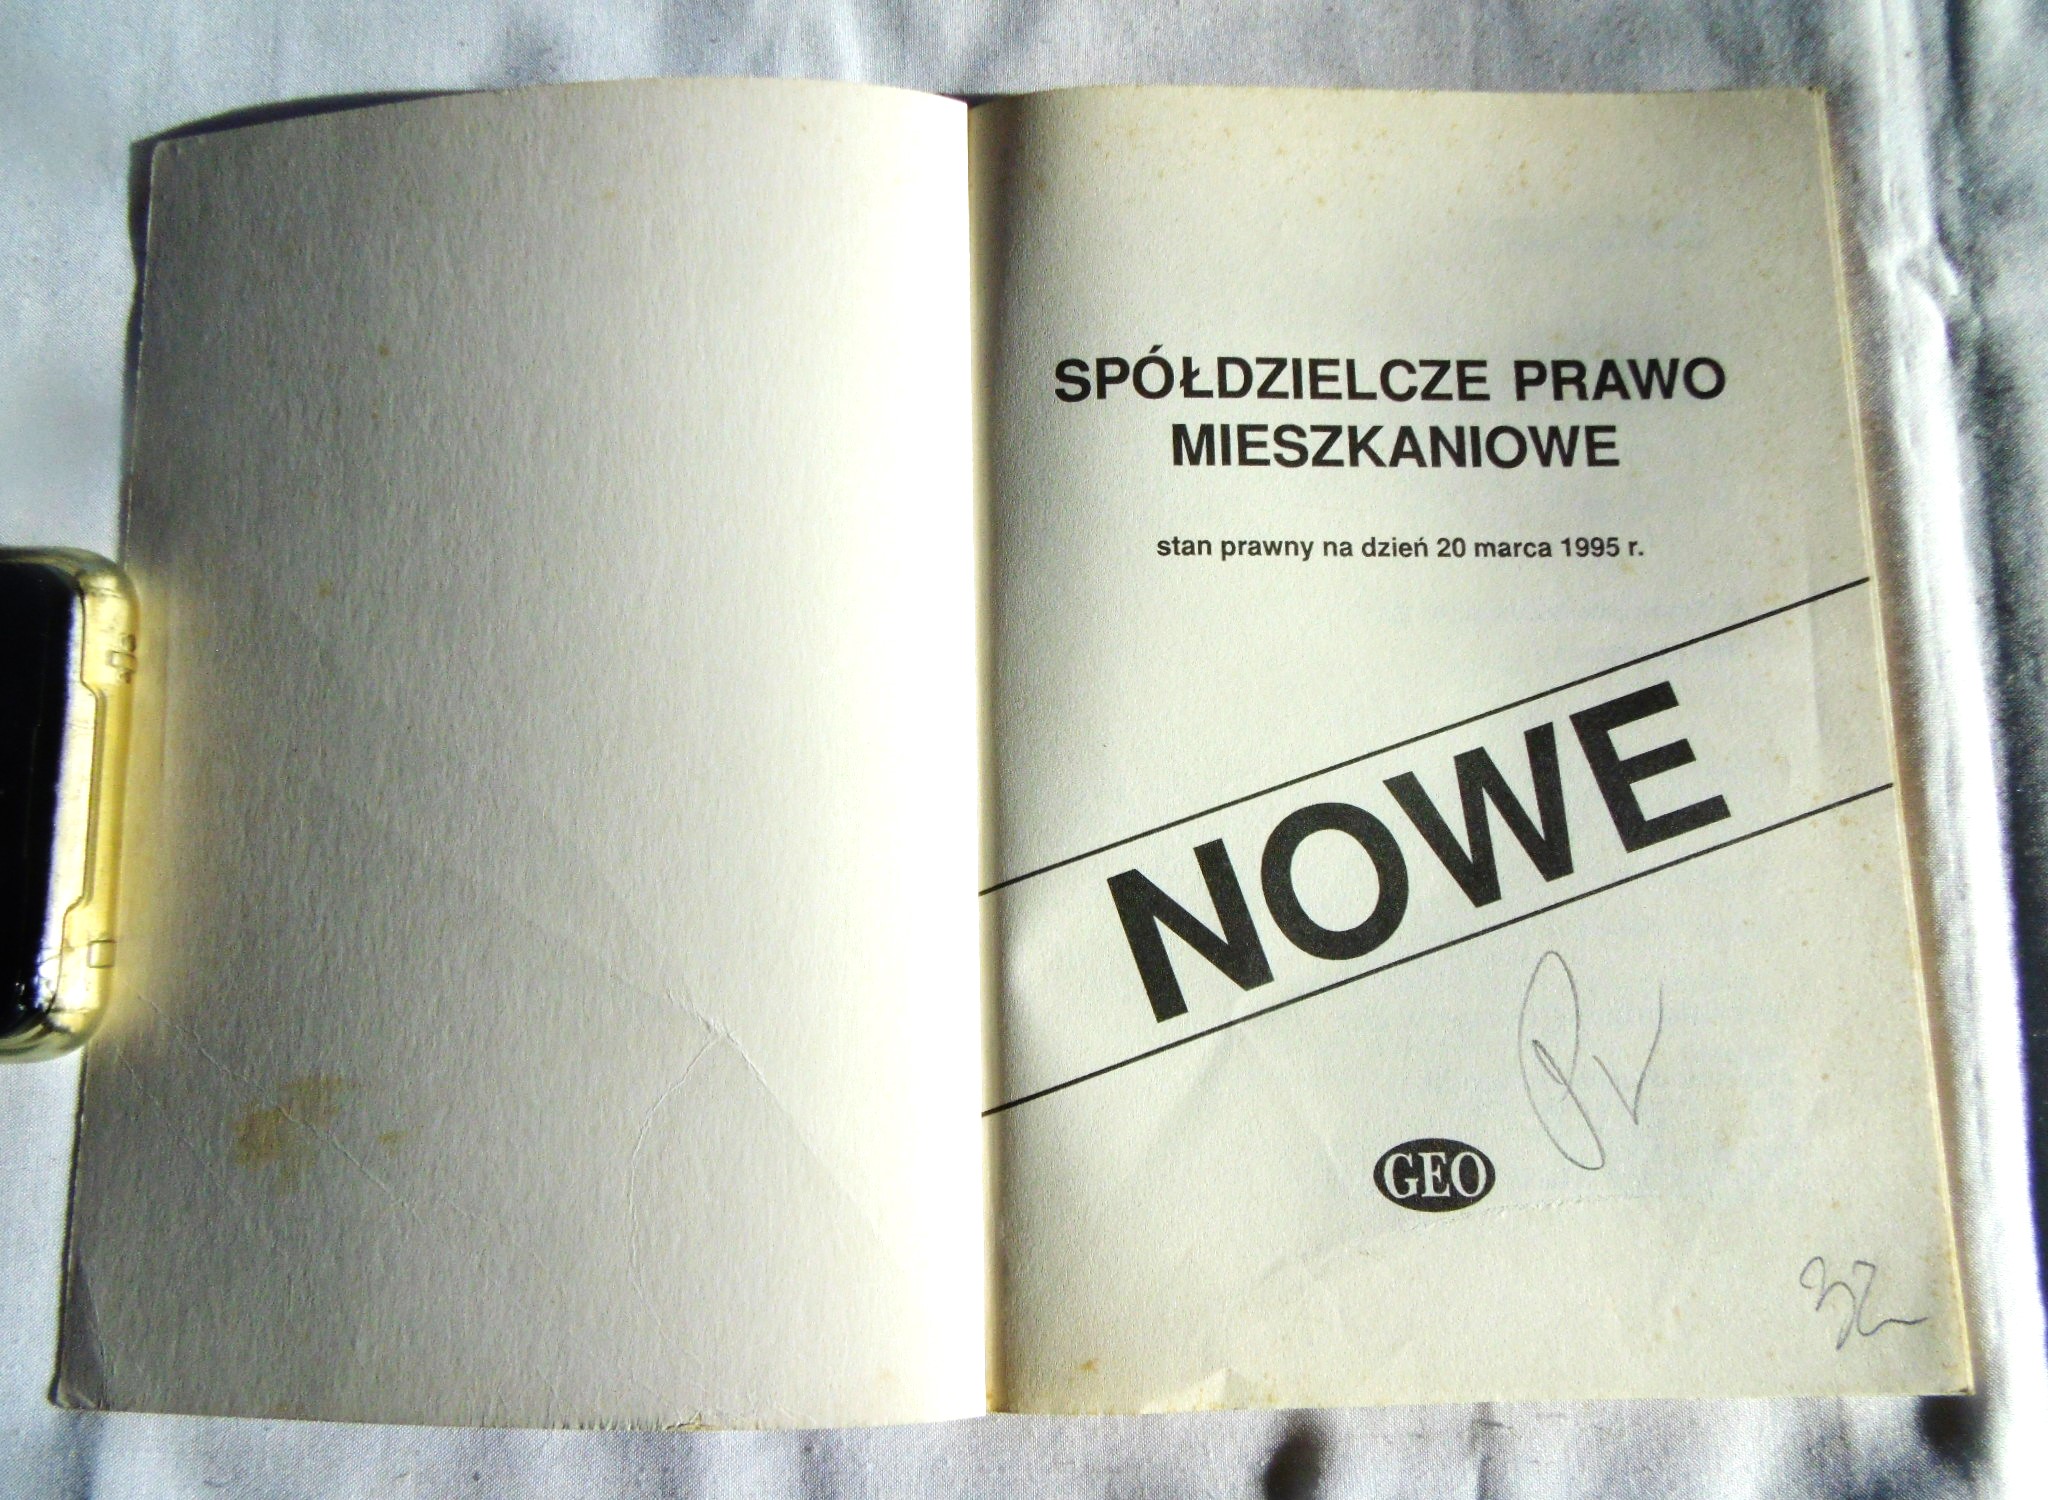 SPÓŁDZIELCZE PRAWO
MIESZKANIOWE
stan prawny na dzień 20 marca 1995 r.
NOWE
GEO